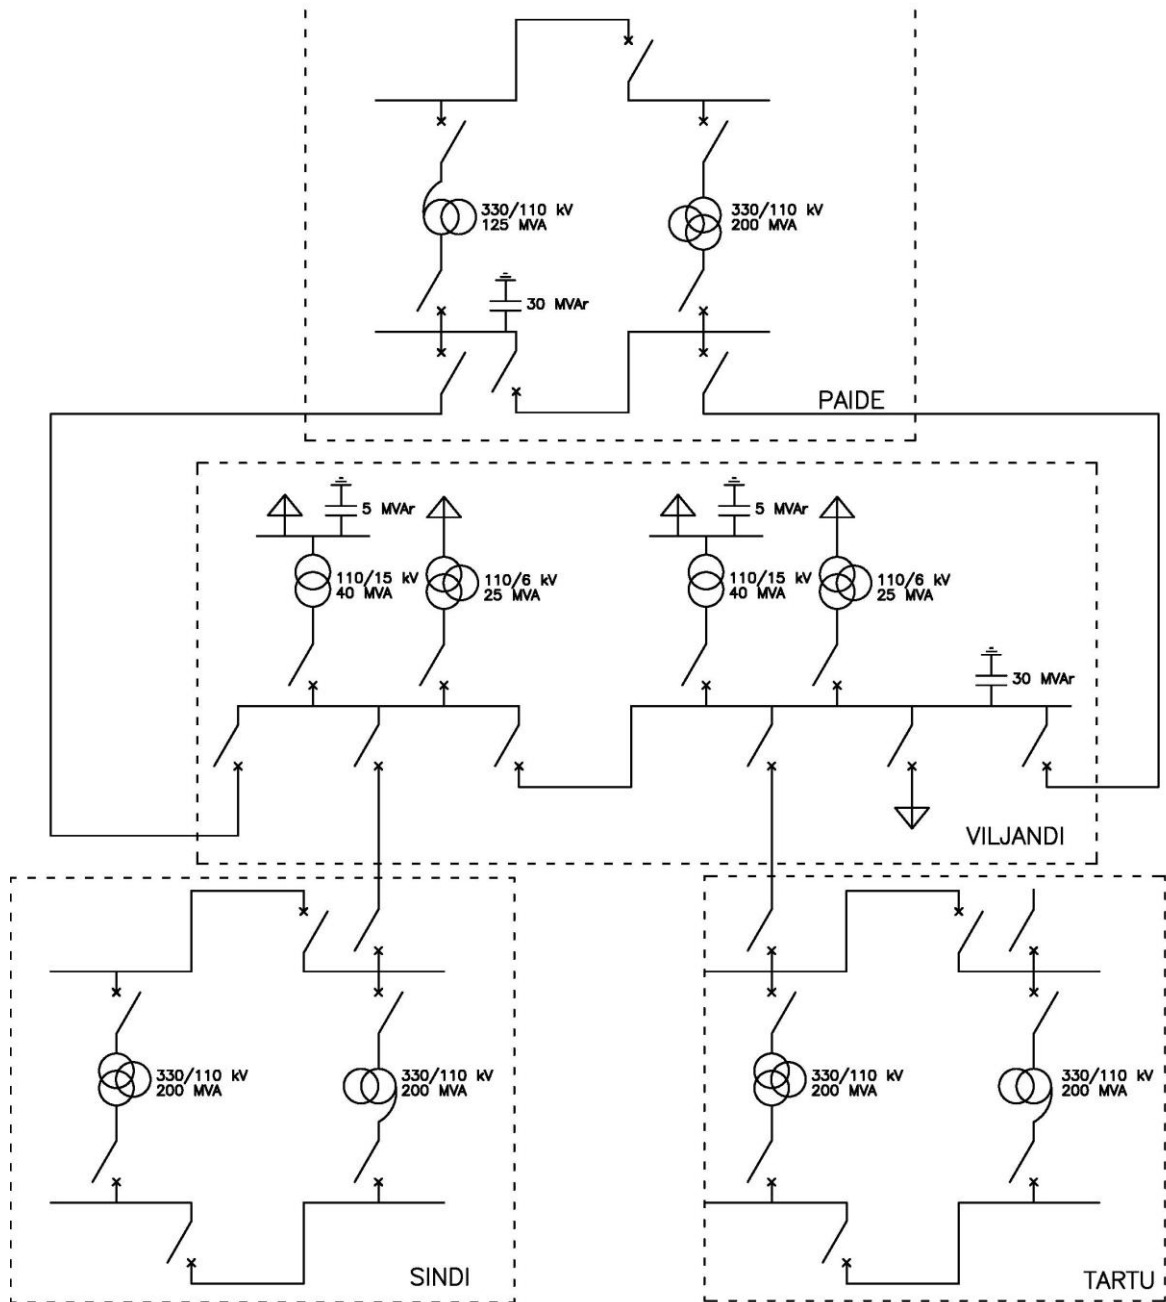 330/110 kV
125 MVA
330/110 kV
200 MVA
30 MVAr
PAIDE
5 MVAr
5 MVAr
110/15 kV
40 MVA
110/6 kV
25 MVA
110/15 kV
40 MVA
110/6 kV
25 MVA
30 MVAr
VILJANDI
330/110 kV
200 MVA
330/110 kV
200 MVA
330/110 kV
200 MVA
330/110 kV
200 MVA
SINDI
TARTU